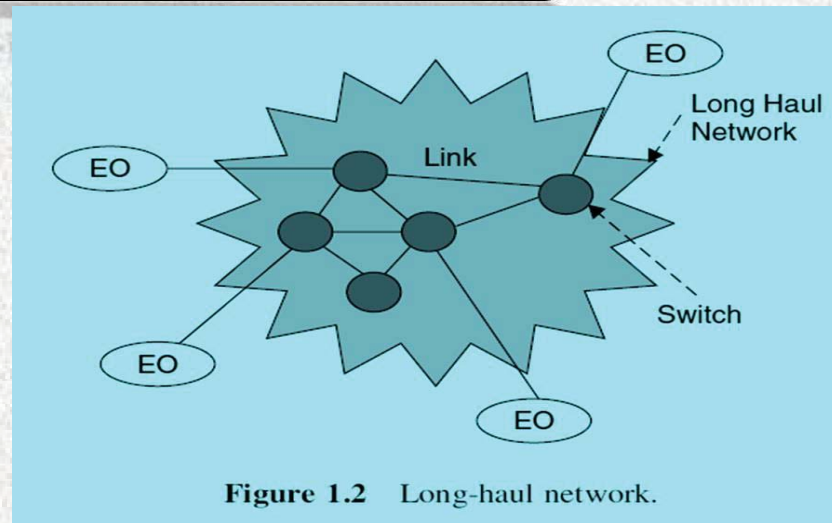 EO
Long Haul
Network
Link
EO
Switch
EO
EO
Figure 1.2 Long-haul network.